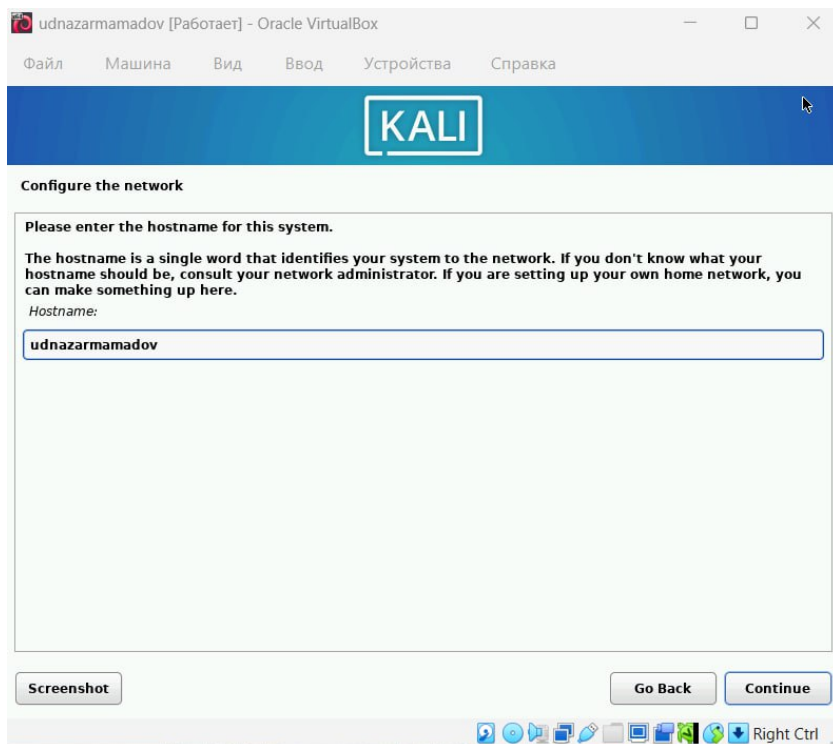 udnazarmamadov [Работает] - Oracle VirtualBox
Файл Машина Вид Ввод Устройства Справка
KALI
Configure the network
Please enter the hostname for this system.
The hostname is a single word that identifies your system to the network. If you don't know what your
hostname should be, consult your network administrator. If you are setting up your own home network, you
can make something up here.
Hostname:
udnazarmamadov
Screenshot Go Back Continue
Right Ctrl